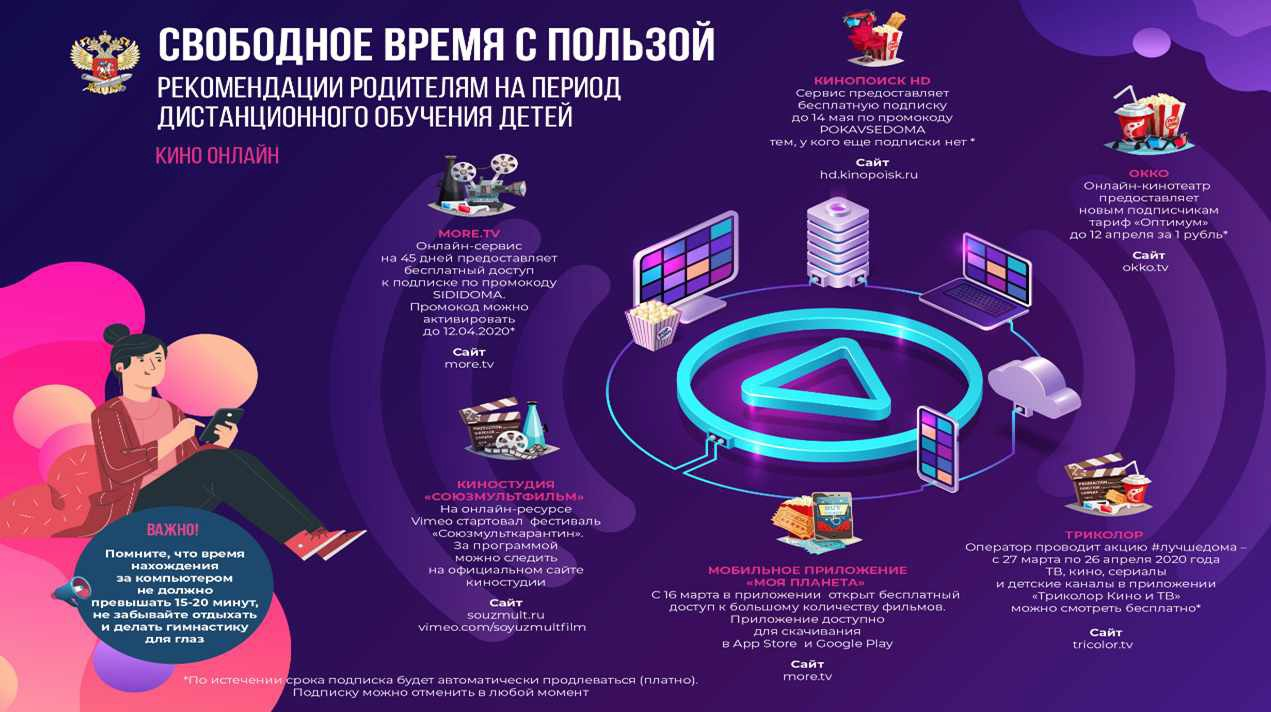 СВОБОДНОЕ ВРЕМЯ С ПОЛЬЗОЙ
РЕКОМЕНДАЦИИ РОДИТЕЛЯМ НА ПЕРИОД
ДИСТАНЦИОННОГО ОБУЧЕНИЯ ДЕТЕЙ
КИНО ОНЛАЙН
MORE.TV
Онлайн-сервис
на 45 дней предоставляет
бесплатный доступ
к подписке по промокоду
SIDIDOMA.
Промокод можно
активировать
до 12.04.2020*
Сайт
more.tv
КИНОПОИСК HD
Сервис предоставляет
бесплатную подписку
до 14 мая по промокоду
POKAVSEDOMA
тем, у кого еще подписки нет *
Сайт
hd.kinopoisk.ru
ОККО
Онлайн-кинотеатр
предоставляет
новым подписчикам
тариф «Оптимум»
до 12 апреля за 1 рубль*
Сайт
okko.tv
КИНОСТУДИЯ
«СОЮЗМУЛЬТФИЛЬМ»
На онлайн-ресурсе
Vimeo стартовал фестиваль
«Союзмульткарантин».
За программой
можно следить
на официальном сайте
киностудии
Сайт
souzmult.ru
vimeo.com/soyuzmultfilm
МОБИЛЬНОЕ ПРИЛОЖЕНИЕ
«МОЯ ПЛАНЕТА»
С 16 марта в приложении открыт бесплатный
доступ к большому количеству фильмов.
Приложение доступно
для скачивания
в App Store и Google Play
Сайт
more.tv
ТРИКОЛОР
Оператор проводит акцию #лучшедома –
с 27 марта по 26 апреля 2020 года
ТВ, кино, сериалы
и детские каналы в приложении
«Триколор Кино и ТВ»
можно смотреть бесплатно*
Сайт
tricolor.tv
ВАЖНО!
Помните, что время
нахождения
за компьютером
не должно
превышать 15-20 минут,
не забывайте отдыхать
и делать гимнастику
для глаз
*По истечении срока подписка будет автоматически продлеваться (платно).
Подписку можно отменить в любой момент